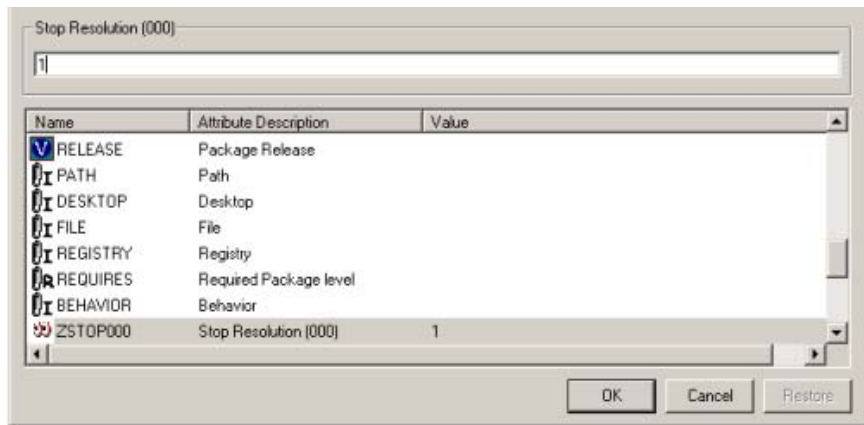 Stop Resolution (000)
1
Name Attribute Description Value
V RELEASE Package Release
I PATH Path
I DESKTOP Desktop
I FILE File
I REGISTRY Registry
R REQUIRES Required Package level
I BEHAVIOR Behavior
ZSTOP000 Stop Resolution (000) 1
OK Cancel Restore